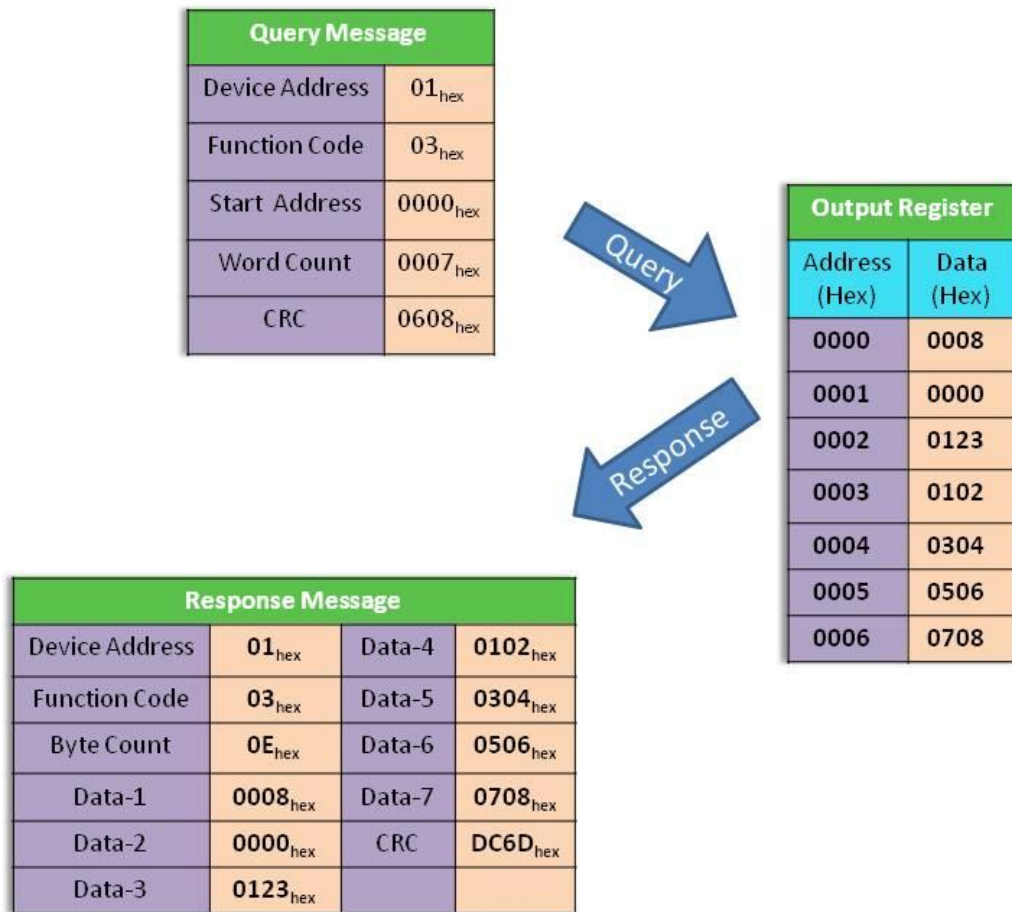 Query Message
Device Address 01hex
Function Code 03hex
Start Address 0000hex
Word Count 0007hex
CRC 0608hex
Query
Output Register
Address (Hex) Data (Hex)
0000 0008
0001 0000
0002 0123
0003 0102
0004 0304
0005 0506
0006 0708
Response
Response Message
Device Address 01hex Data-4 0102hex
Function Code 03hex Data-5 0304hex
Byte Count 0Ehex Data-6 0506hex
Data-1 0008hex Data-7 0708hex
Data-2 0000hex CRC DC6Dhex
Data-3 0123hex